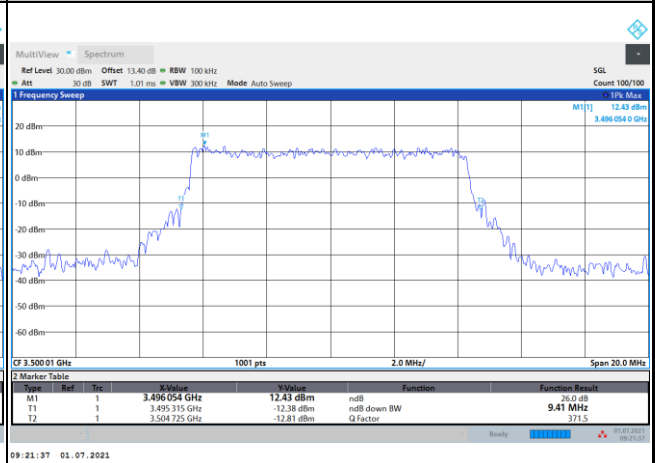 MultiView Spectrum
Ref Level 30.00 dBm Offset 13.40 dB RBW 100 kHz SGL
Att 30 dB SWT 1.01 ms VBW 300 kHz Mode Auto Sweep Count 100/100
1 Frequency Sweep 1Pk Max
M1[1] 12.43 dBm
3.496 054 0 GHz
20 dBm
M1
10 dBm
0 dBm
T1
T2
-10 dBm
-20 dBm
-30 dBm
-40 dBm
-50 dBm
-60 dBm
CF 3.500 01 GHz 1001 pts 2.0 MHz/ Span 20.0 MHz
2 Marker Table
Type Ref Trc X-Value Y-Value Function Function Result
M1 1 3.496 054 GHz 12.43 dBm ndB 26.0 dB
T1 1 3.495 315 GHz -12.38 dBm ndB down BW 9.41 MHz
T2 1 3.504 725 GHz -12.81 dBm Q Factor 371.5
Ready 01.07.2021
09:21:37
09:21:37 01.07.2021